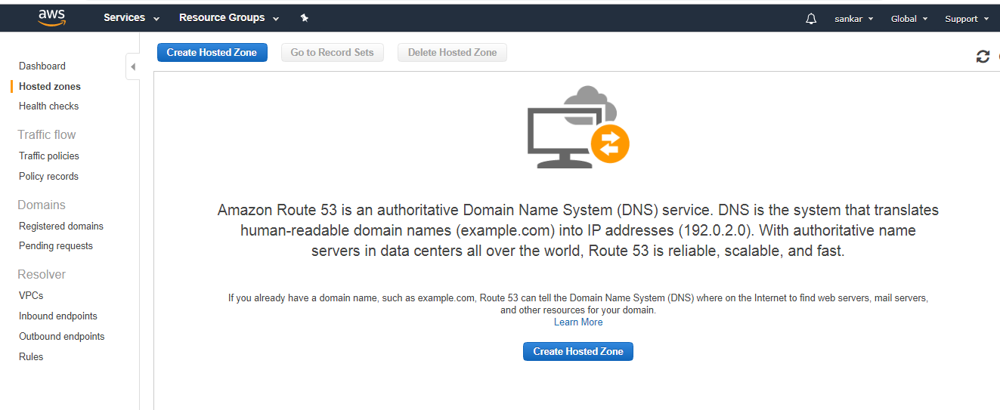 aws
Services
Resource Groups
sankar
Global
Support
Create Hosted Zone
Go to Record Sets
Delete Hosted Zone
Dashboard
Hosted zones
Health checks
Traffic flow
Traffic policies
Policy records
Domains
Registered domains
Pending requests
Resolver
VPCs
Inbound endpoints
Outbound endpoints
Rules
Amazon Route 53 is an authoritative Domain Name System (DNS) service. DNS is the system that translates
human-readable domain names (example.com) into IP addresses (192.0.2.0). With authoritative name
servers in data centers all over the world, Route 53 is reliable, scalable, and fast.
If you already have a domain name, such as example.com, Route 53 can tell the Domain Name System (DNS) where on the Internet to find web servers, mail servers,
and other resources for your domain.
Learn More
Create Hosted Zone